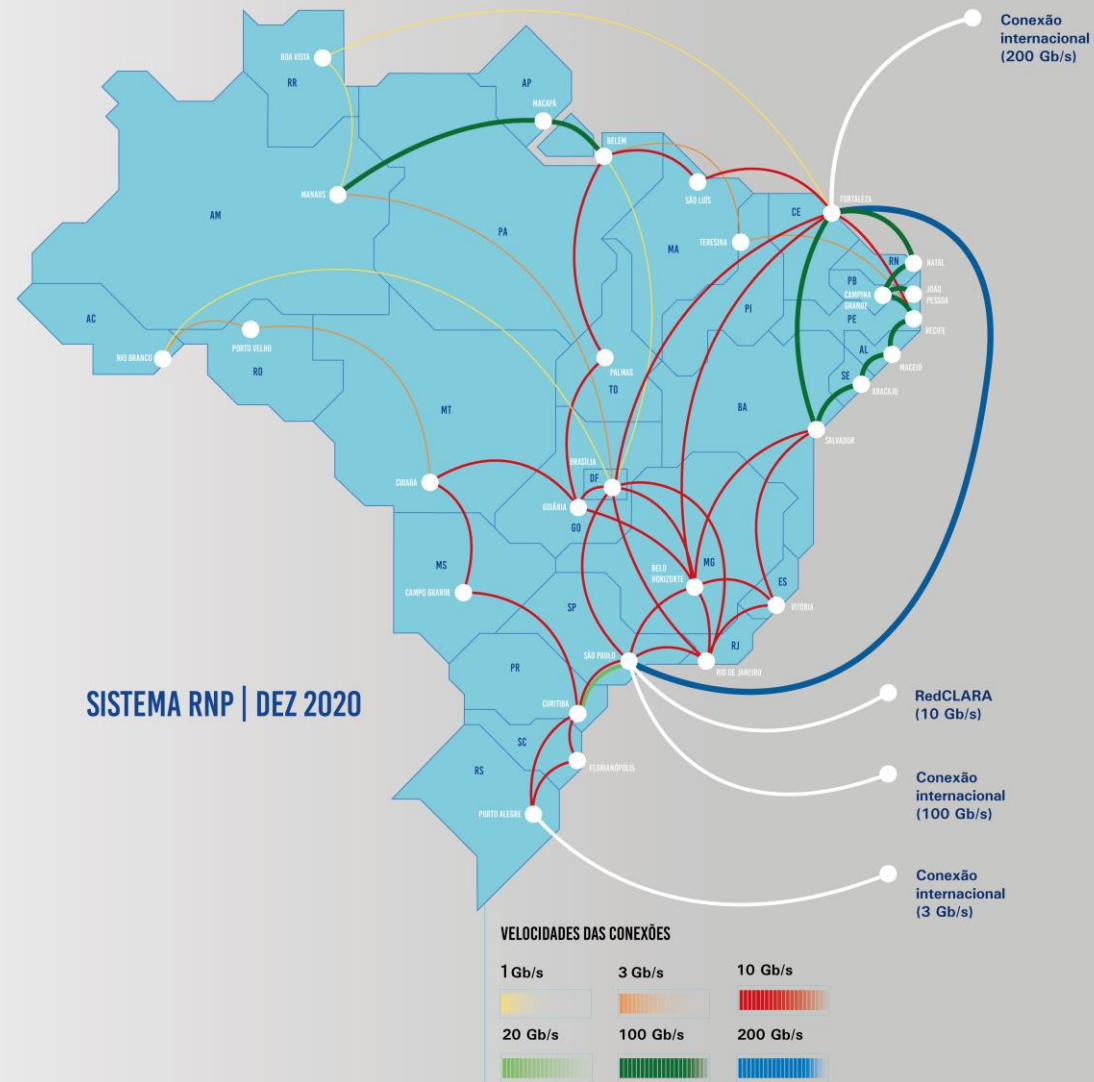 Conexão
internacional
(200 Gb/s)
BOA VISTA
RR
AP
MACAPÁ
BELÉM
MANAUS
SÃO LUÍS
FORTALEZA
CE
AM
PA
MA
TERESINA
RN
NATAL
PB
CAMPINA
GRANDE
JOÃO
PESSOA
PI
PE
RECIFE
AC
PORTO VELHO
RIO BRANCO
RO
AL
MACEIÓ
PALMAS
SE
ARACAJU
TO
MT
BA
SALVADOR
BRASÍLIA
DF
CUIABÁ
GOIÂNIA
GO
MS
BELO
HORIZONTE
MG
ES
CAMPO GRANDE
VITÓRIA
SP
RJ
SÃO PAULO
RIO DE JANEIRO
PR
SISTEMA RNP | DEZ 2020
CURITIBA
RedCLARA
(10 Gb/s)
SC
FLORIANÓPOLIS
RS
Conexão
internacional
(100 Gb/s)
PORTO ALEGRE
Conexão
internacional
(3 Gb/s)
VELOCIDADES DAS CONEXÕES
1 Gb/s
3 Gb/s
10 Gb/s
20 Gb/s
100 Gb/s
200 Gb/s